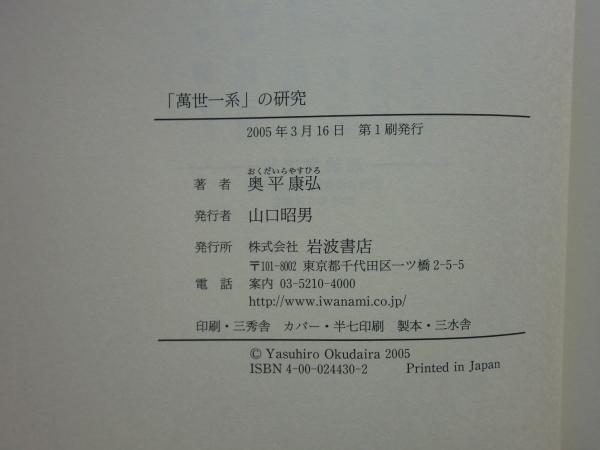 「萬世一系」の研究
2005年3月16日　第1刷発行
おくだいらやすひろ
著　者　奥平康弘
発行者　山口昭男
発行所　株式会社 岩波書店
〒101-8002 東京都千代田区一ツ橋2-5-5
電　話　案内 03-5210-4000
http://www.iwanami.co.jp/
印刷・三秀舎　カバー・半七印刷　製本・三水舎
© Yasuhiro Okudaira 2005
ISBN 4-00-024430-2　Printed in Japan